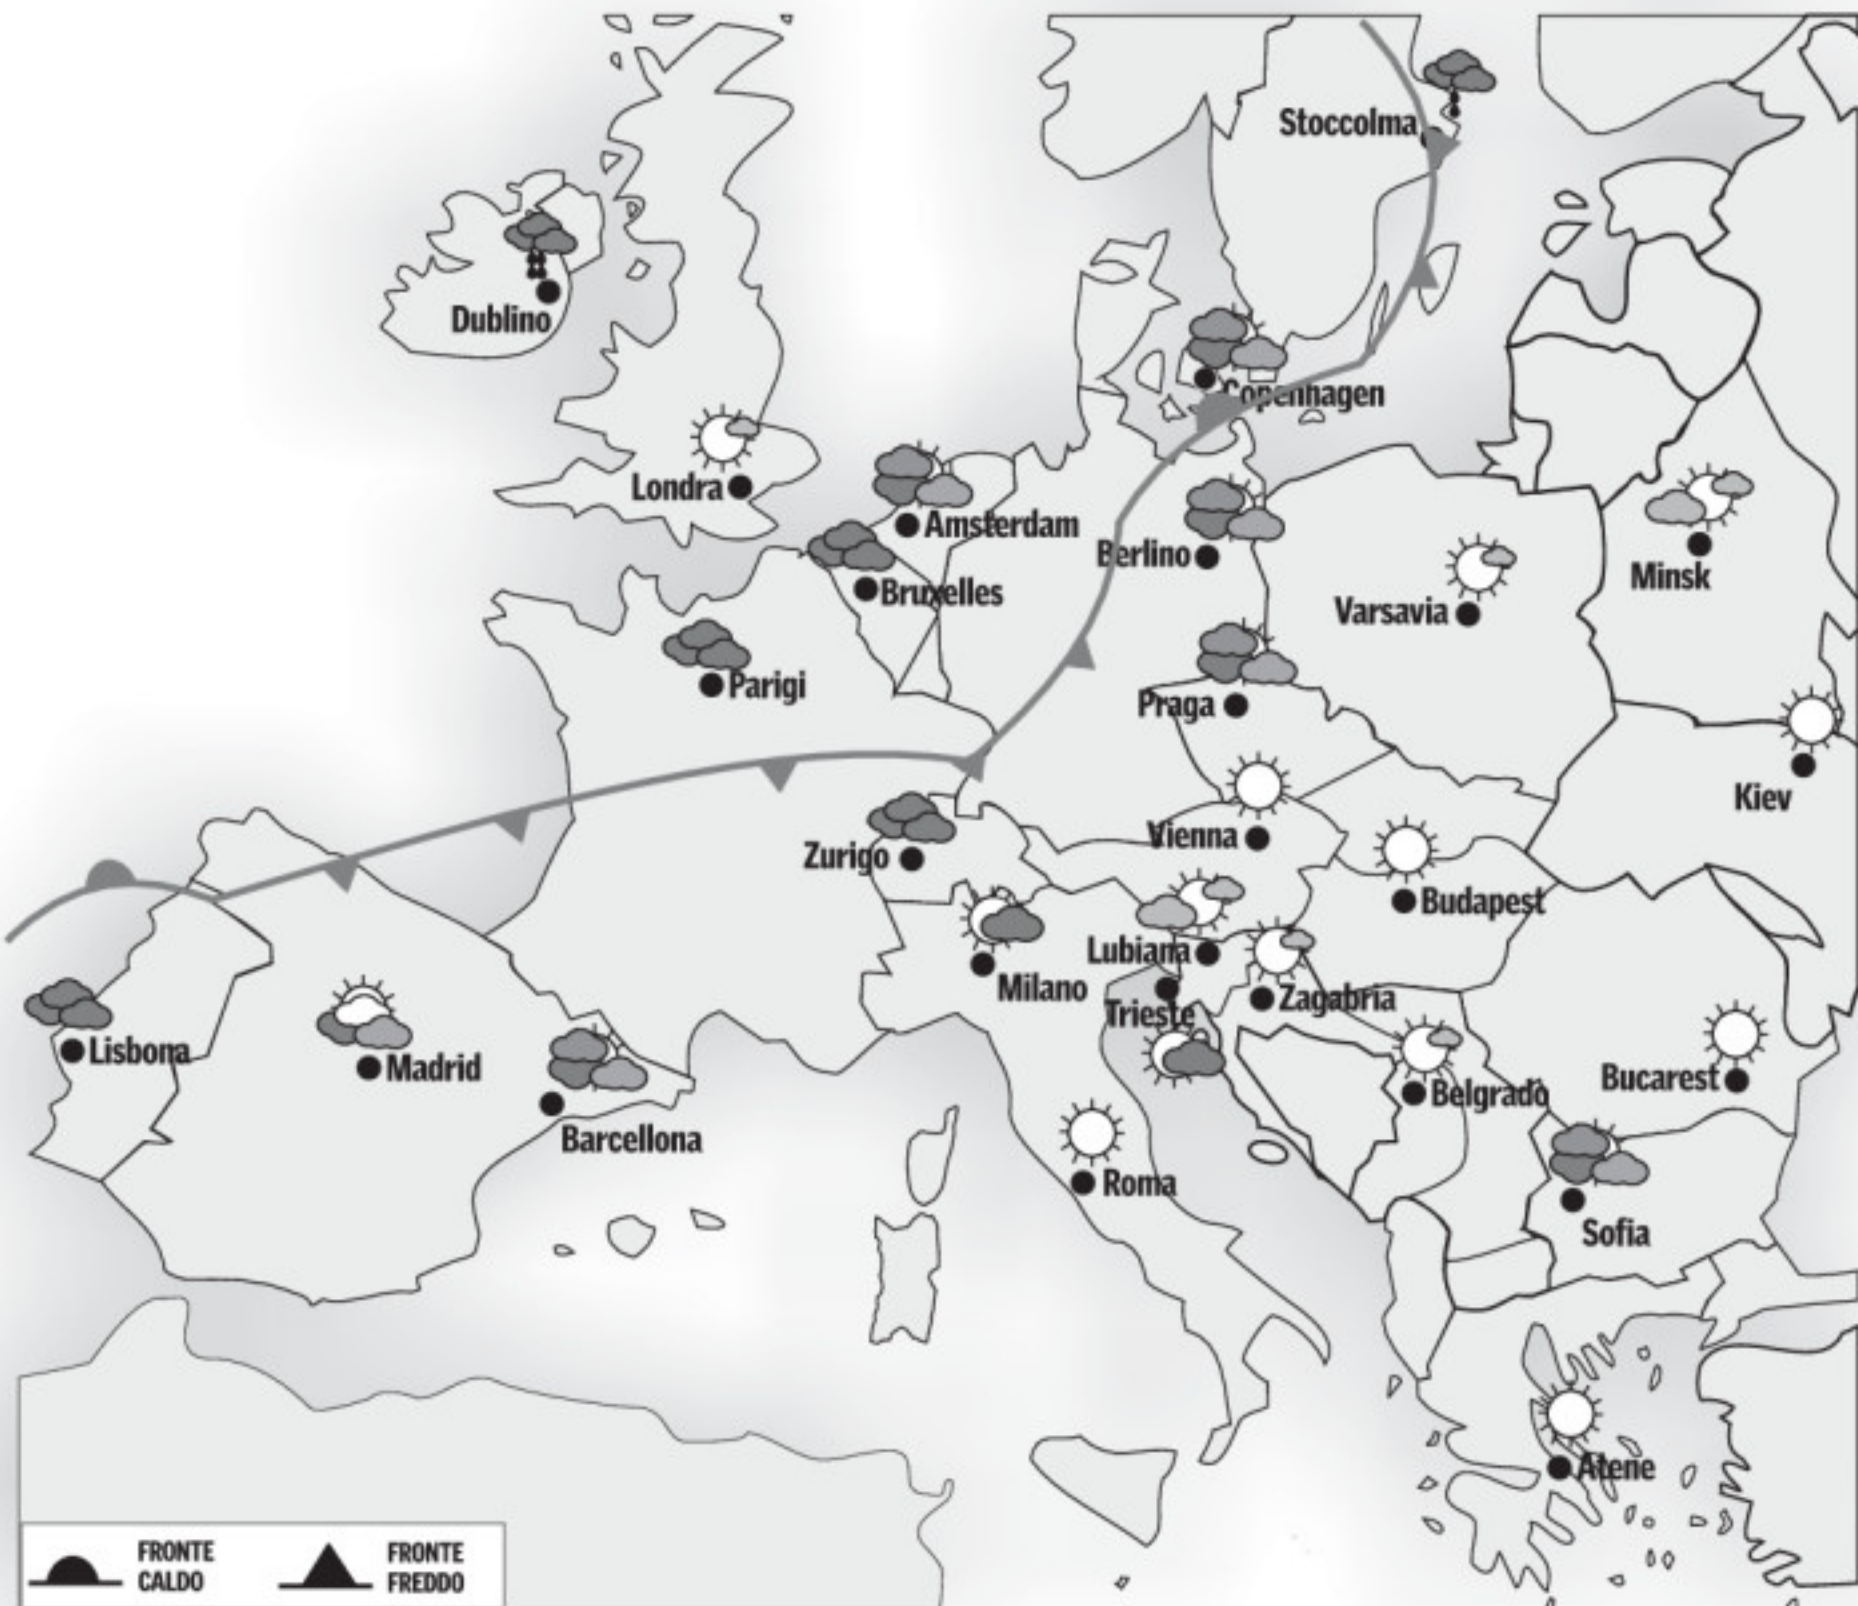 Stoccolma
Dublino
Copenhagen
Londra
Amsterdam
Berlino
Bruxelles
Minsk
Varsavia
Parigi
Praga
Kiev
Vienna
Zurigo
Budapest
Lubiana
Milano
Zagabria
Trieste
Lisbona
Madrid
Bucarest
Belgrado
Barcellona
Roma
Sofia
Atene
FRONTE
CALDO
FRONTE
FREDDO